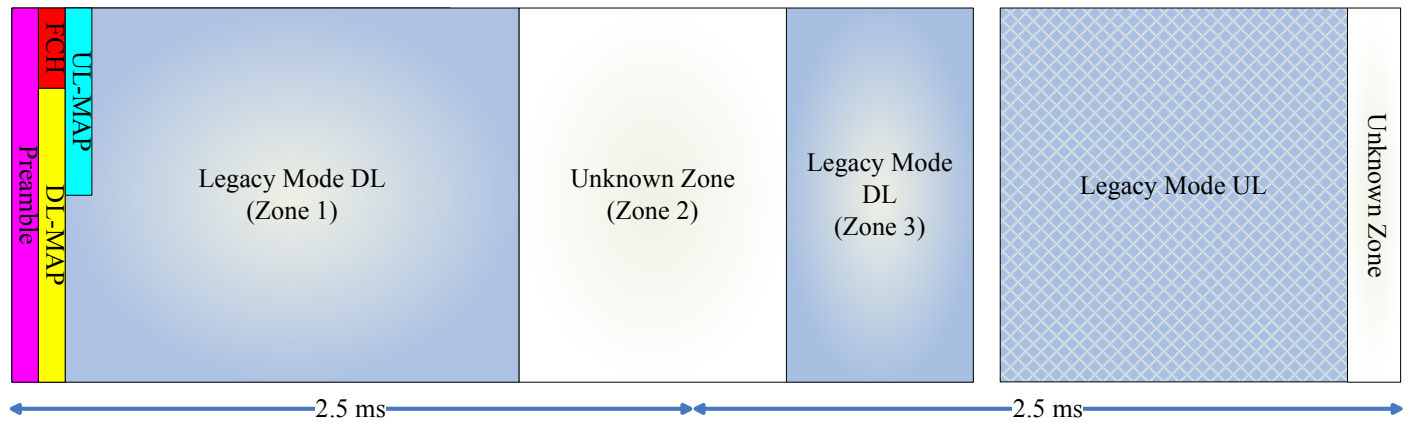 Preamble
FCH
DL-MAP
UL-MAP
Legacy Mode DL
(Zone 1)
Unknown Zone
(Zone 2)
Legacy Mode
DL
(Zone 3)
Legacy Mode UL
Unknown Zone
2.5 ms
2.5 ms